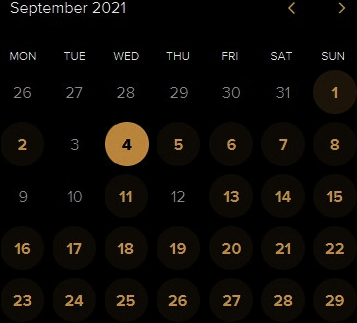 September 2021
MON TUE WED THU FRI SAT SUN
26 27 28 29 30 31 1
2 3 4 5 6 7 8
9 10 11 12 13 14 15
16 17 18 19 20 21 22
23 24 25 26 27 28 29